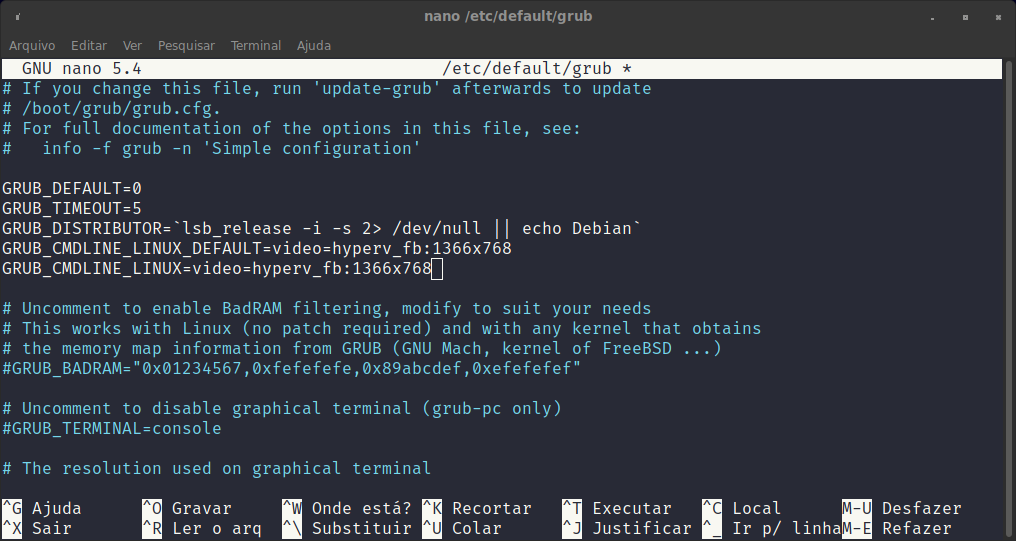 nano /etc/default/grub
Arquivo Editar Ver Pesquisar Terminal Ajuda
GNU nano 5.4 /etc/default/grub *
# If you change this file, run 'update-grub' afterwards to update
# /boot/grub/grub.cfg.
# For full documentation of the options in this file, see:
#   info -f grub -n 'Simple configuration'
GRUB_DEFAULT=0
GRUB_TIMEOUT=5
GRUB_DISTRIBUTOR=`lsb_release -i -s 2> /dev/null || echo Debian`
GRUB_CMDLINE_LINUX_DEFAULT=video=hyperv_fb:1366x768
GRUB_CMDLINE_LINUX=video=hyperv_fb:1366x768
# Uncomment to enable BadRAM filtering, modify to suit your needs
# This works with Linux (no patch required) and with any kernel that obtains
# the memory map information from GRUB (GNU Mach, kernel of FreeBSD ...)
#GRUB_BADRAM="0x01234567,0xfefefefe,0x89abcdef,0xefefefef"
# Uncomment to disable graphical terminal (grub-pc only)
#GRUB_TERMINAL=console
# The resolution used on graphical terminal
^G Ajuda ^O Gravar ^W Onde está? ^K Recortar ^T Executar ^C Local M-U Desfazer
^X Sair ^R Ler o arq ^\ Substituir ^U Colar ^J Justificar ^_ Ir p/ linha M-E Refazer